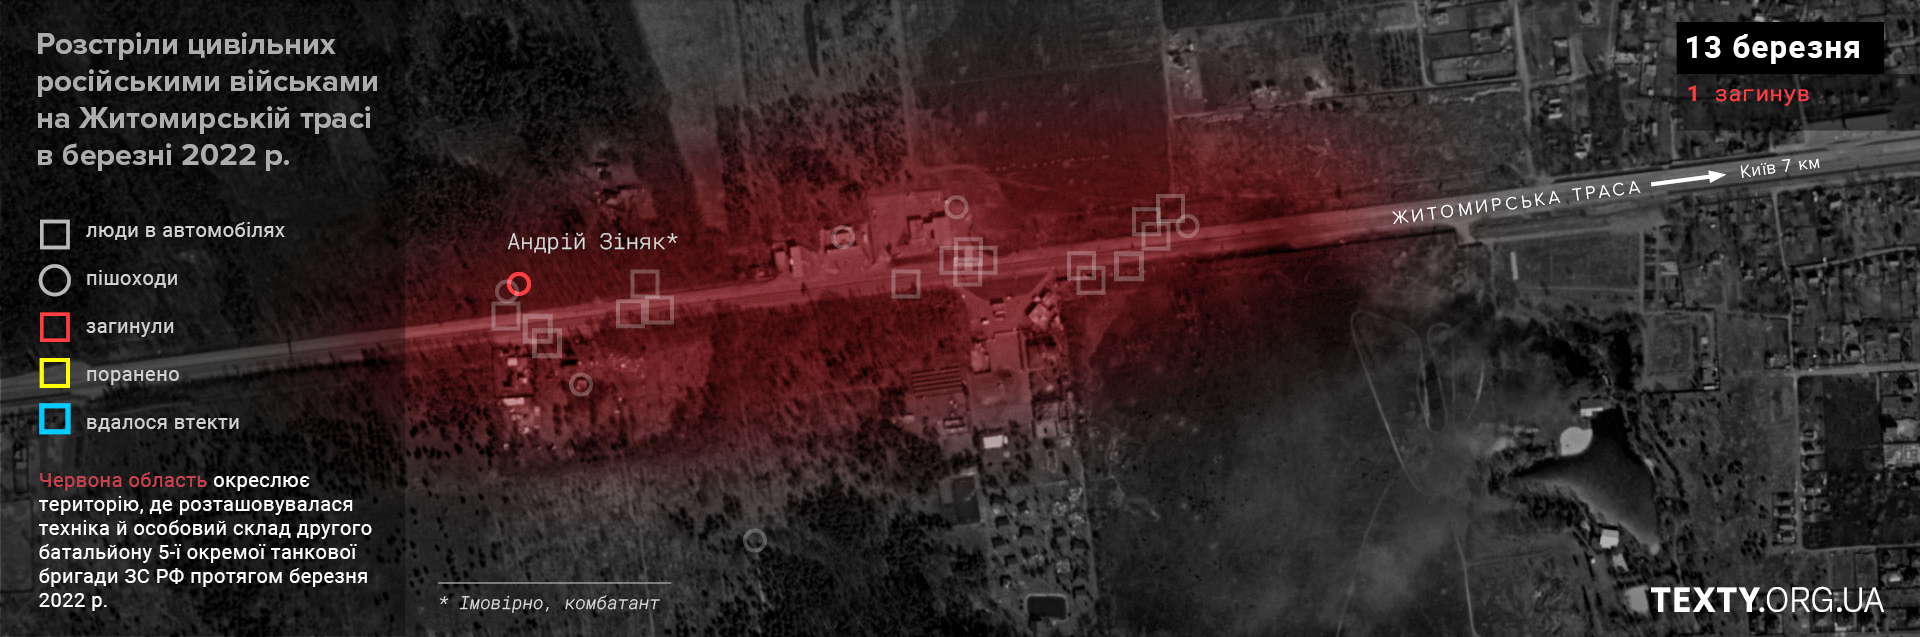 Розстріли цивільних
російськими військами
на Житомирській трасі
в березні 2022 р.
люди в автомобілях
пішоходи
загинули
поранено
вдалося втекти
Червона область окреслює
територію, де розташовувалася
техніка й особовий склад другого
батальйону 5-ї окремої танкової
бригади ЗС РФ протягом березня
2022 р.
Андрій Зіняк*
* Імовірно, комбатант
13 березня
1 загинув
ЖИТОМИРСЬКА ТРАСА
Київ 7 км
TEXTY.ORG.UA